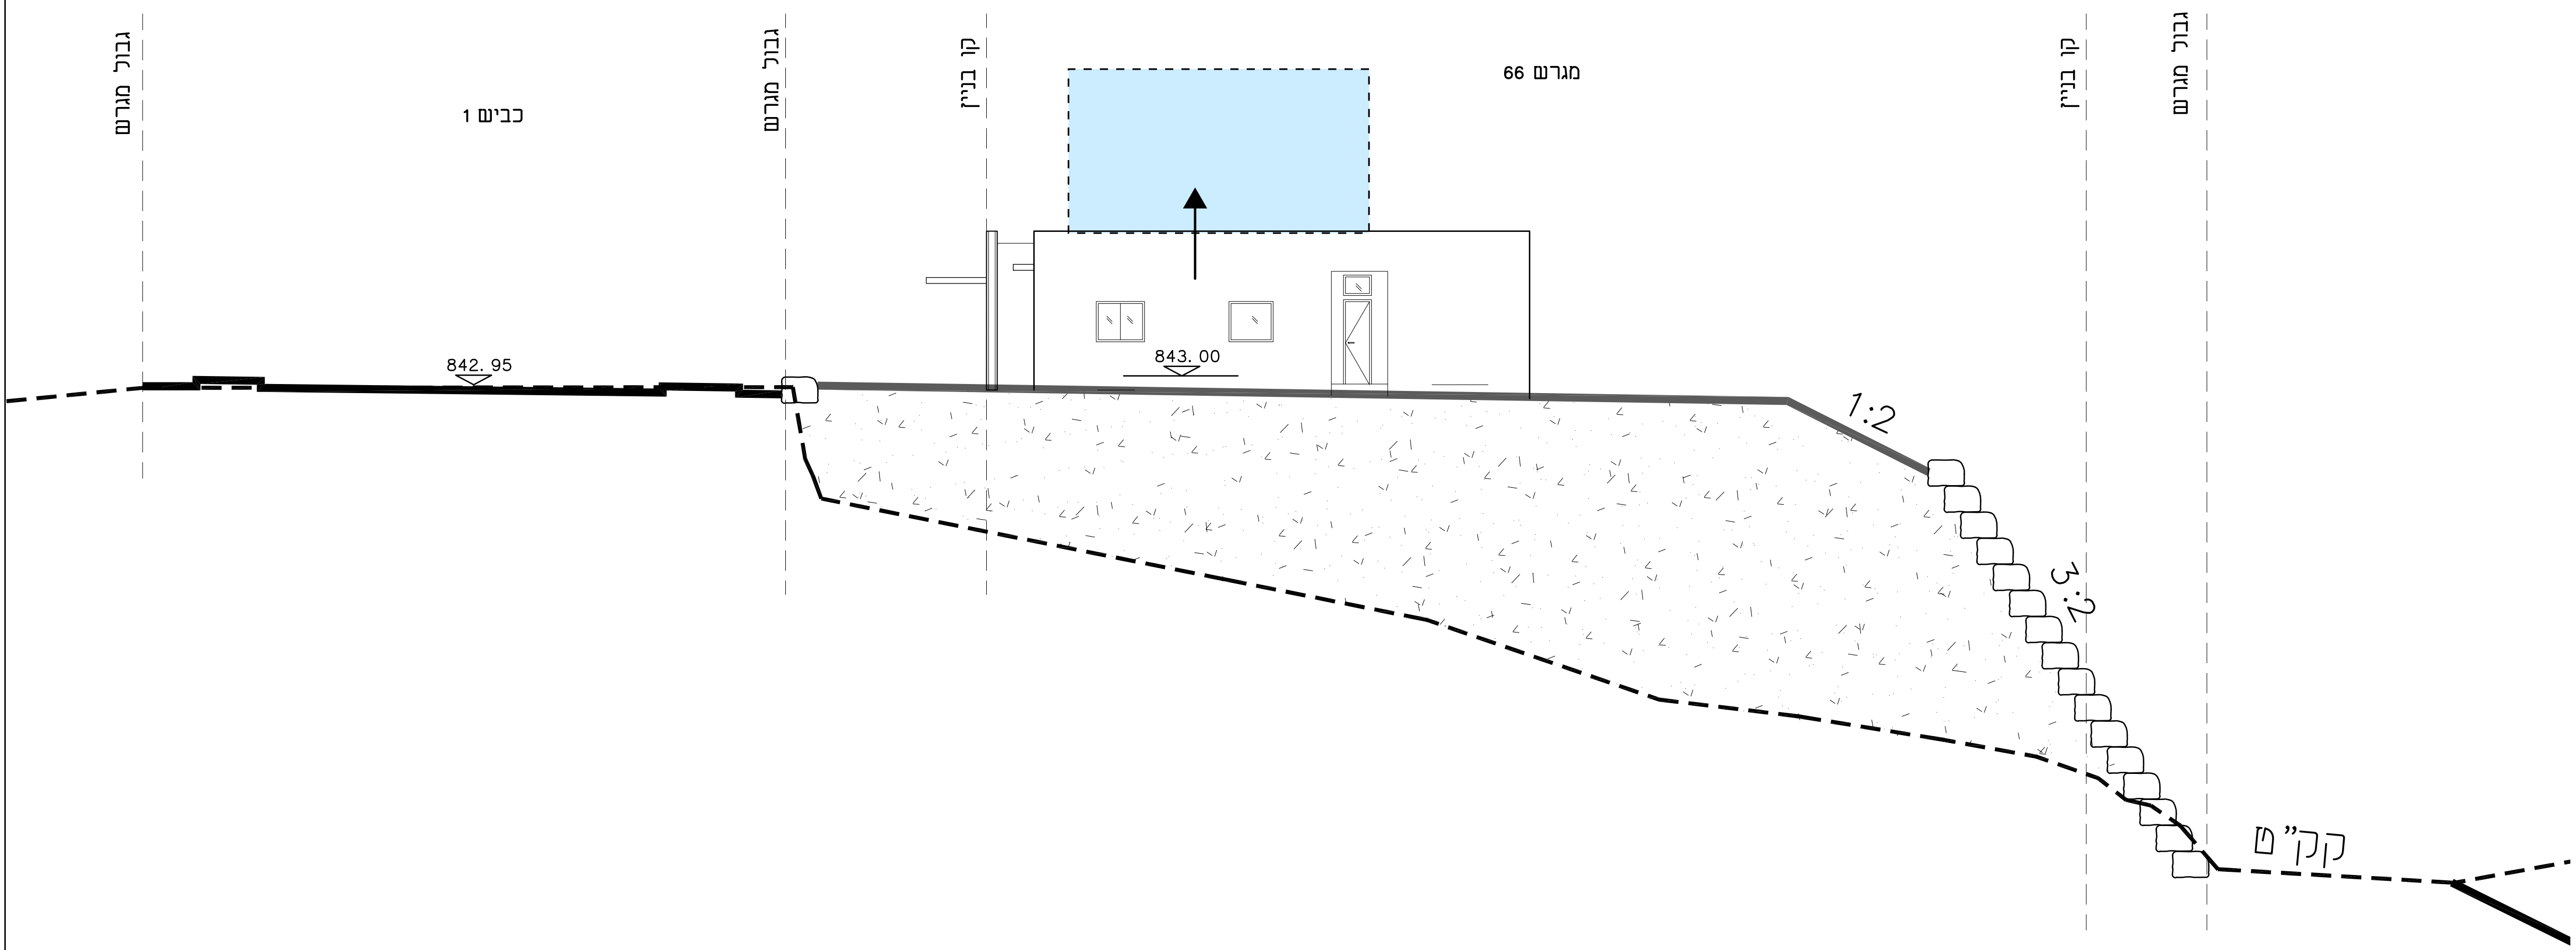 גבול מגרש
כביש 1
גבול מגרש
קו בניין
מגרש 66
קו בניין
גבול מגרש
842.95
843.00
1:2
3:2
קק"ם